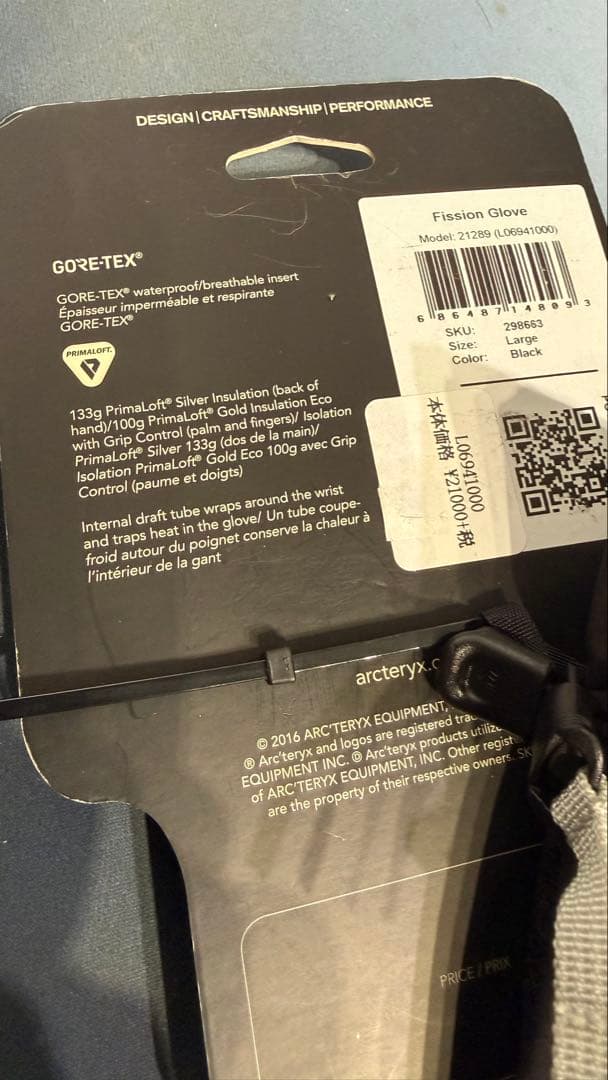 DESIGN | CRAFTSMANSHIP | PERFORMANCE
GORE-TEX®
GORE-TEX® waterproof/breathable insert
Épaisseur imperméable et respirante
GORE-TEX®
PRIMALOFT®
133g PrimaLoft® Silver Insulation (back of
hand)/100g PrimaLoft® Gold Insulation Eco
with Grip Control (palm and fingers)/ Isolation
PrimaLoft® Silver 133g (dos de la main)/
Isolation PrimaLoft® Gold Eco 100g avec Grip
Control (paume et doigts)
Internal draft tube wraps around the wrist
and traps heat in the glove/ Un tube coupe-
froid autour du poignet conserve la chaleur à
l'intérieur de la gant
Fission Glove
Model: 21289 (L06941000)
6 86487 14809 3
SKU: 298663
Size: Large
Color: Black
L06941000
本体価格 ¥21000+税
arcteryx.c
© 2016 ARC'TERYX EQUIPMENT,
® Arc'teryx and logos are registered
EQUIPMENT INC. ® Arc'teryx products
of ARC'TERYX EQUIPMENT, INC. Other
are the property of their respective owners.
PRICE / PRIX